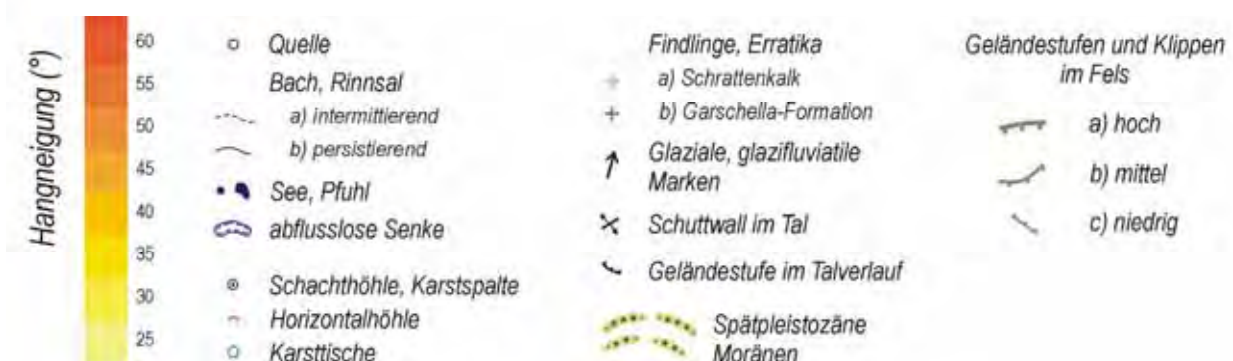 Hangneigung (°)
60
55
50
45
40
35
30
25
Quelle
Bach, Rinnsal
a) intermittierend
b) persistierend
See, Pfuhl
abflusslose Senke
Schachthöhle, Karstspalte
Horizontalhöhle
Karsttische
Findlinge, Erratika
a) Schrattenkalk
b) Garschella-Formation
Glaziale, glazifluviatile
Marken
Schuttwall im Tal
Geländestufe im Talverlauf
Spätpleistozäne
Moränen
Geländestufen und Klippen
im Fels
a) hoch
b) mittel
c) niedrig